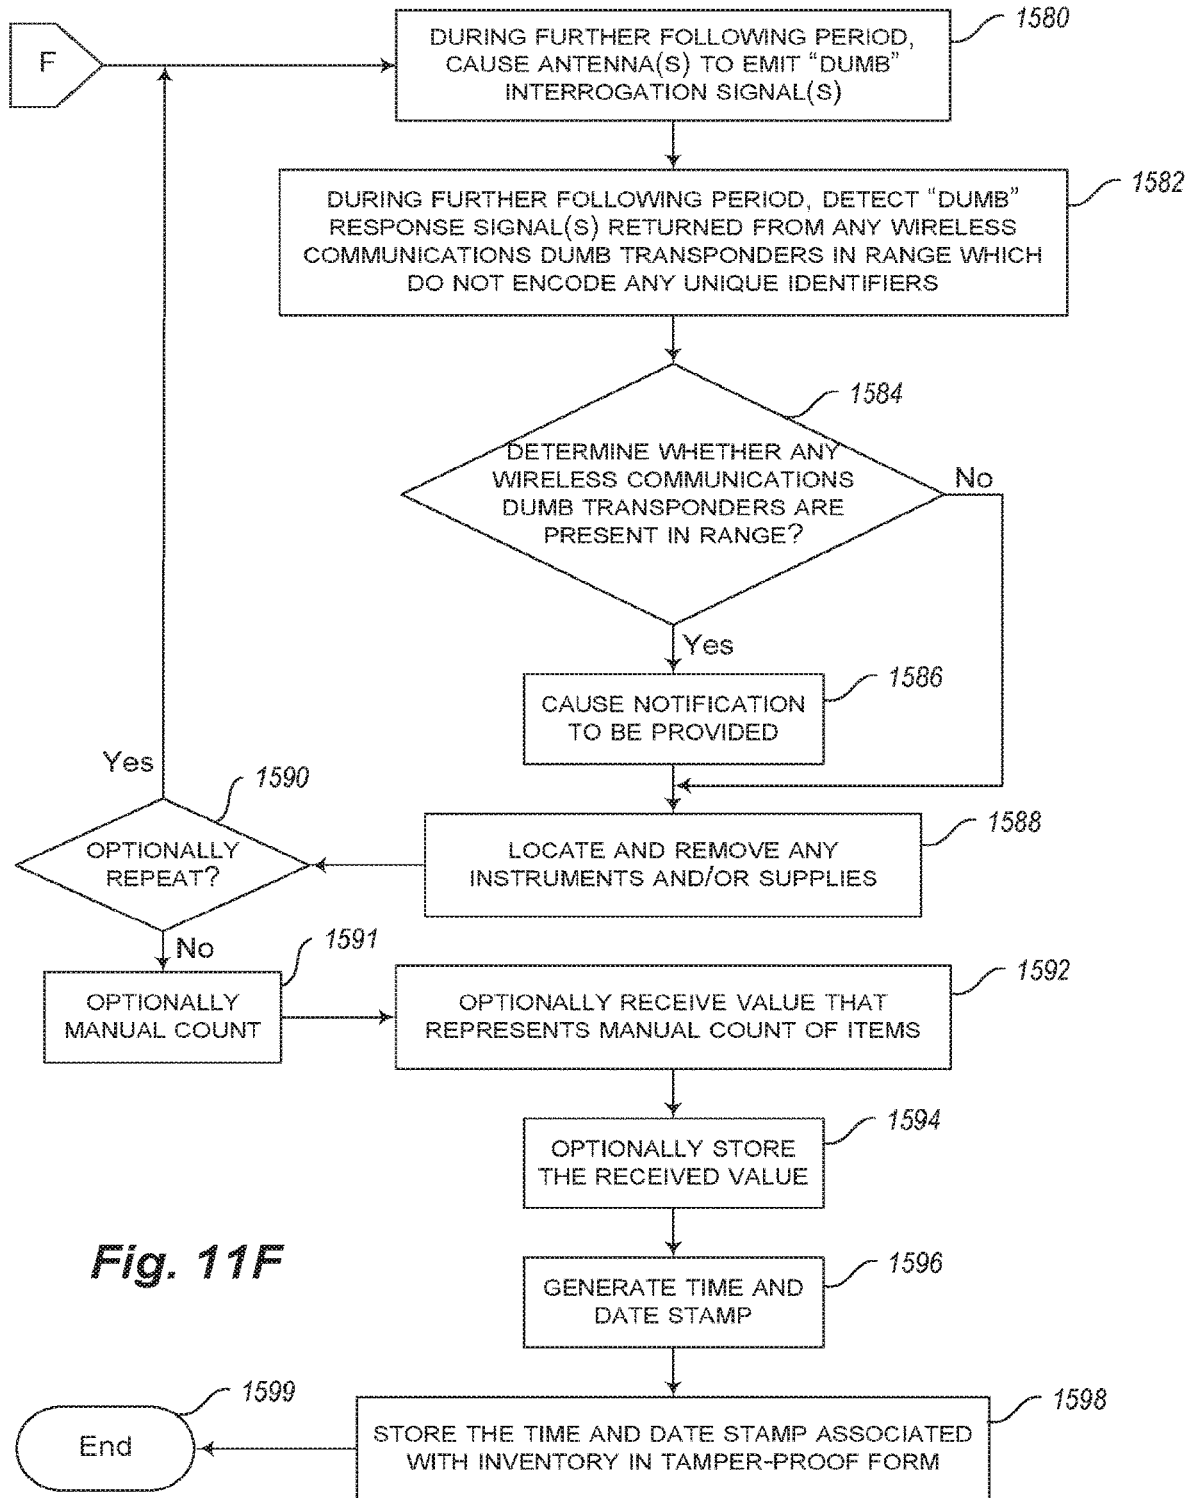 F
1580
DURING FURTHER FOLLOWING PERIOD,
CAUSE ANTENNA(S) TO EMIT “DUMB”
INTERROGATION SIGNAL(S)
1582
DURING FURTHER FOLLOWING PERIOD, DETECT “DUMB”
RESPONSE SIGNAL(S) RETURNED FROM ANY WIRELESS
COMMUNICATIONS DUMB TRANSPONDERS IN RANGE WHICH
DO NOT ENCODE ANY UNIQUE IDENTIFIERS
1584
DETERMINE WHETHER ANY
WIRELESS COMMUNICATIONS
DUMB TRANSPONDERS ARE
PRESENT IN RANGE?
No
Yes
1586
CAUSE NOTIFICATION
TO BE PROVIDED
Yes
1590
OPTIONALLY
REPEAT?
1588
LOCATE AND REMOVE ANY
INSTRUMENTS AND/OR SUPPLIES
No
1591
OPTIONALLY
MANUAL COUNT
1592
OPTIONALLY RECEIVE VALUE THAT
REPRESENTS MANUAL COUNT OF ITEMS
1594
OPTIONALLY STORE
THE RECEIVED VALUE
Fig. 11F
1596
GENERATE TIME AND
DATE STAMP
1599
End
1598
STORE THE TIME AND DATE STAMP ASSOCIATED
WITH INVENTORY IN TAMPER-PROOF FORM